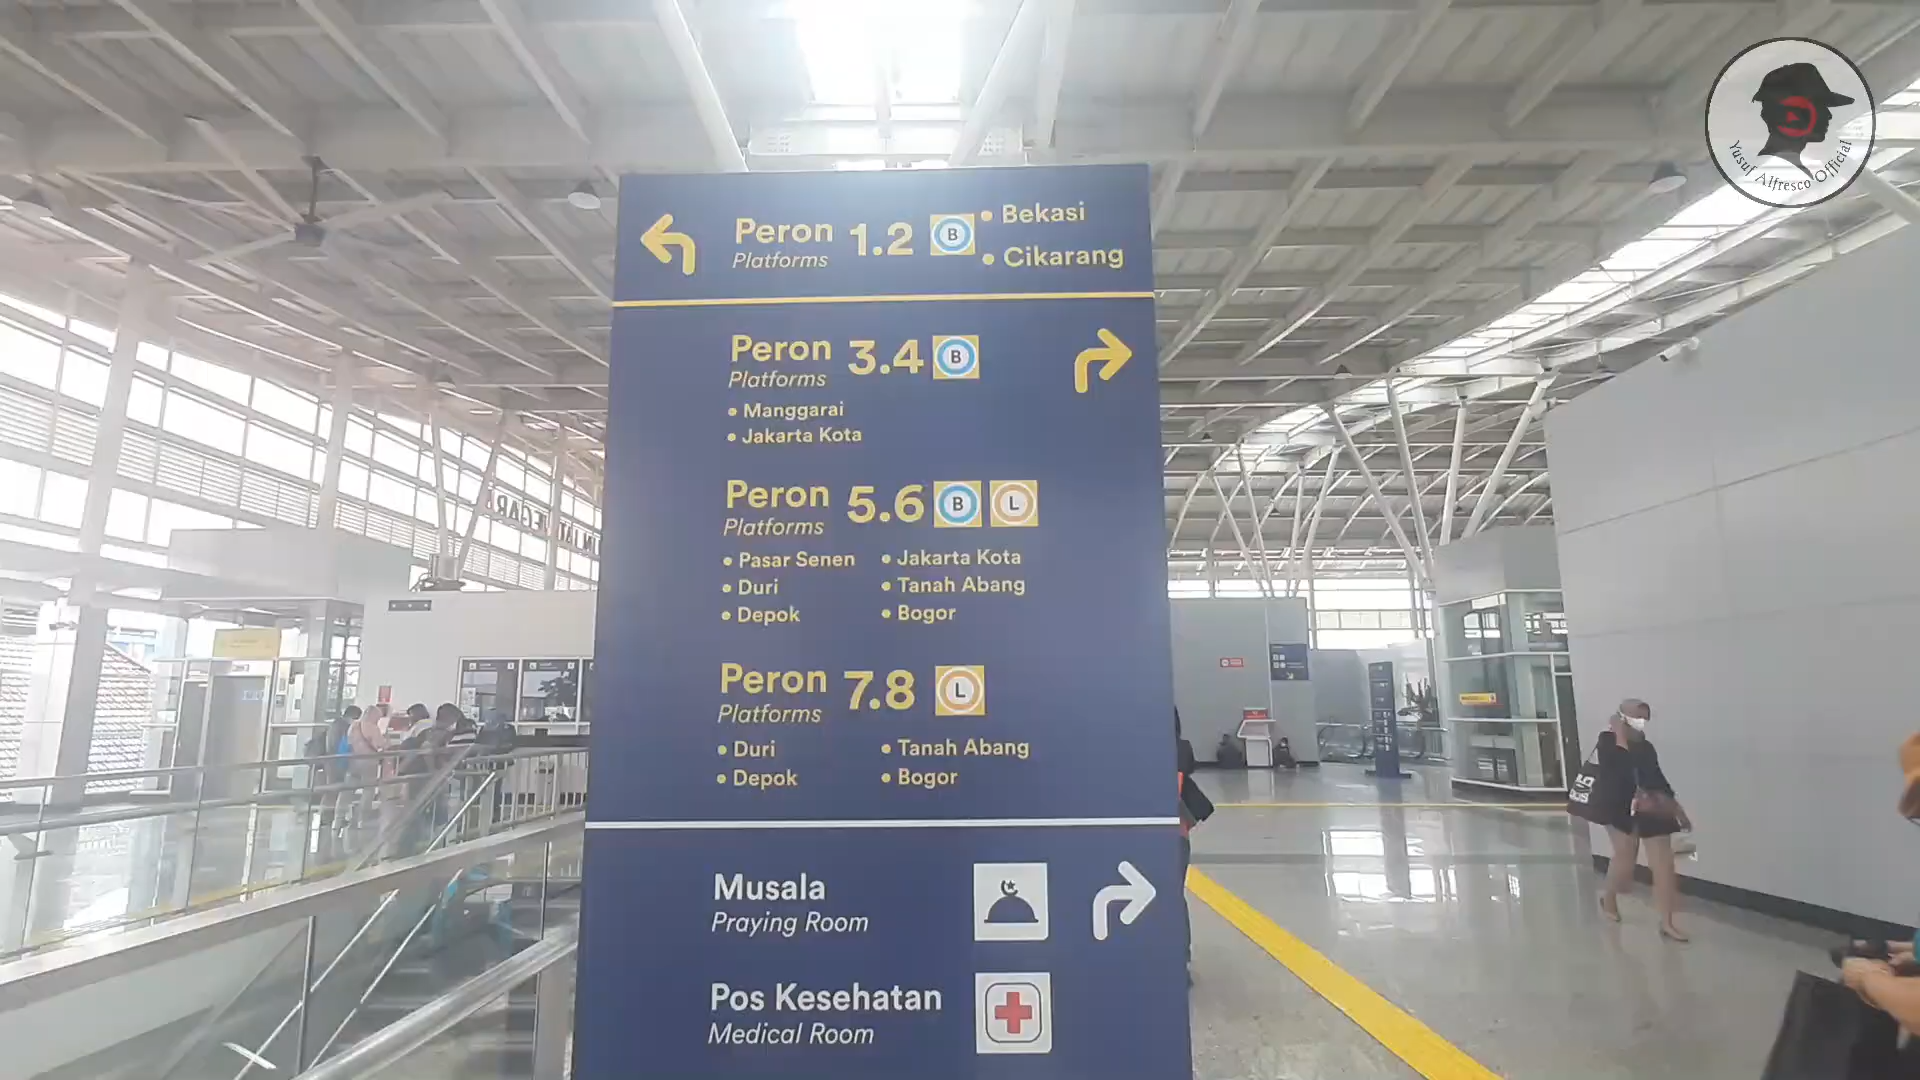 Yusuf Alfresco Official
Peron 1.2 B
Platforms
• Bekasi
• Cikarang
Peron 3.4 B
Platforms
• Manggarai
• Jakarta Kota
Peron 5.6 B L
Platforms
• Pasar Senen • Jakarta Kota
• Duri • Tanah Abang
• Depok • Bogor
Peron 7.8 L
Platforms
• Duri • Tanah Abang
• Depok • Bogor
Musala
Praying Room
Pos Kesehatan
Medical Room